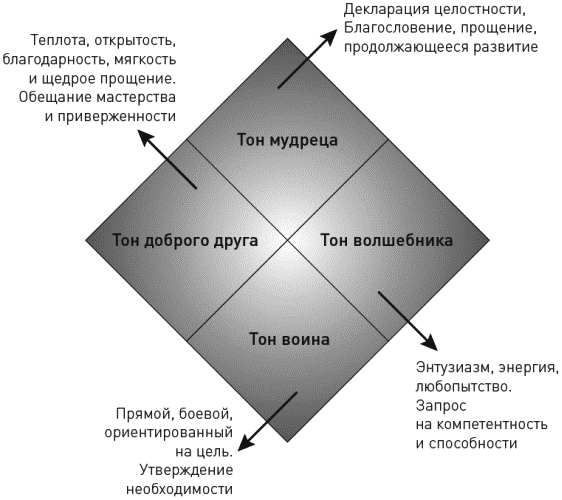 Декларация целостности,
Благословение, прощение,
продолжающееся развитие
Теплота, открытость,
благодарность, мягкость
и щедрое прощение.
Обещание мастерства
и приверженности
Тон мудреца
Тон доброго друга
Тон волшебника
Тон воина
Энтузиазм, энергия,
любопытство.
Запрос
на компетентность
и способности
Прямой, боевой,
ориентированный
на цель.
Утверждение
необходимости